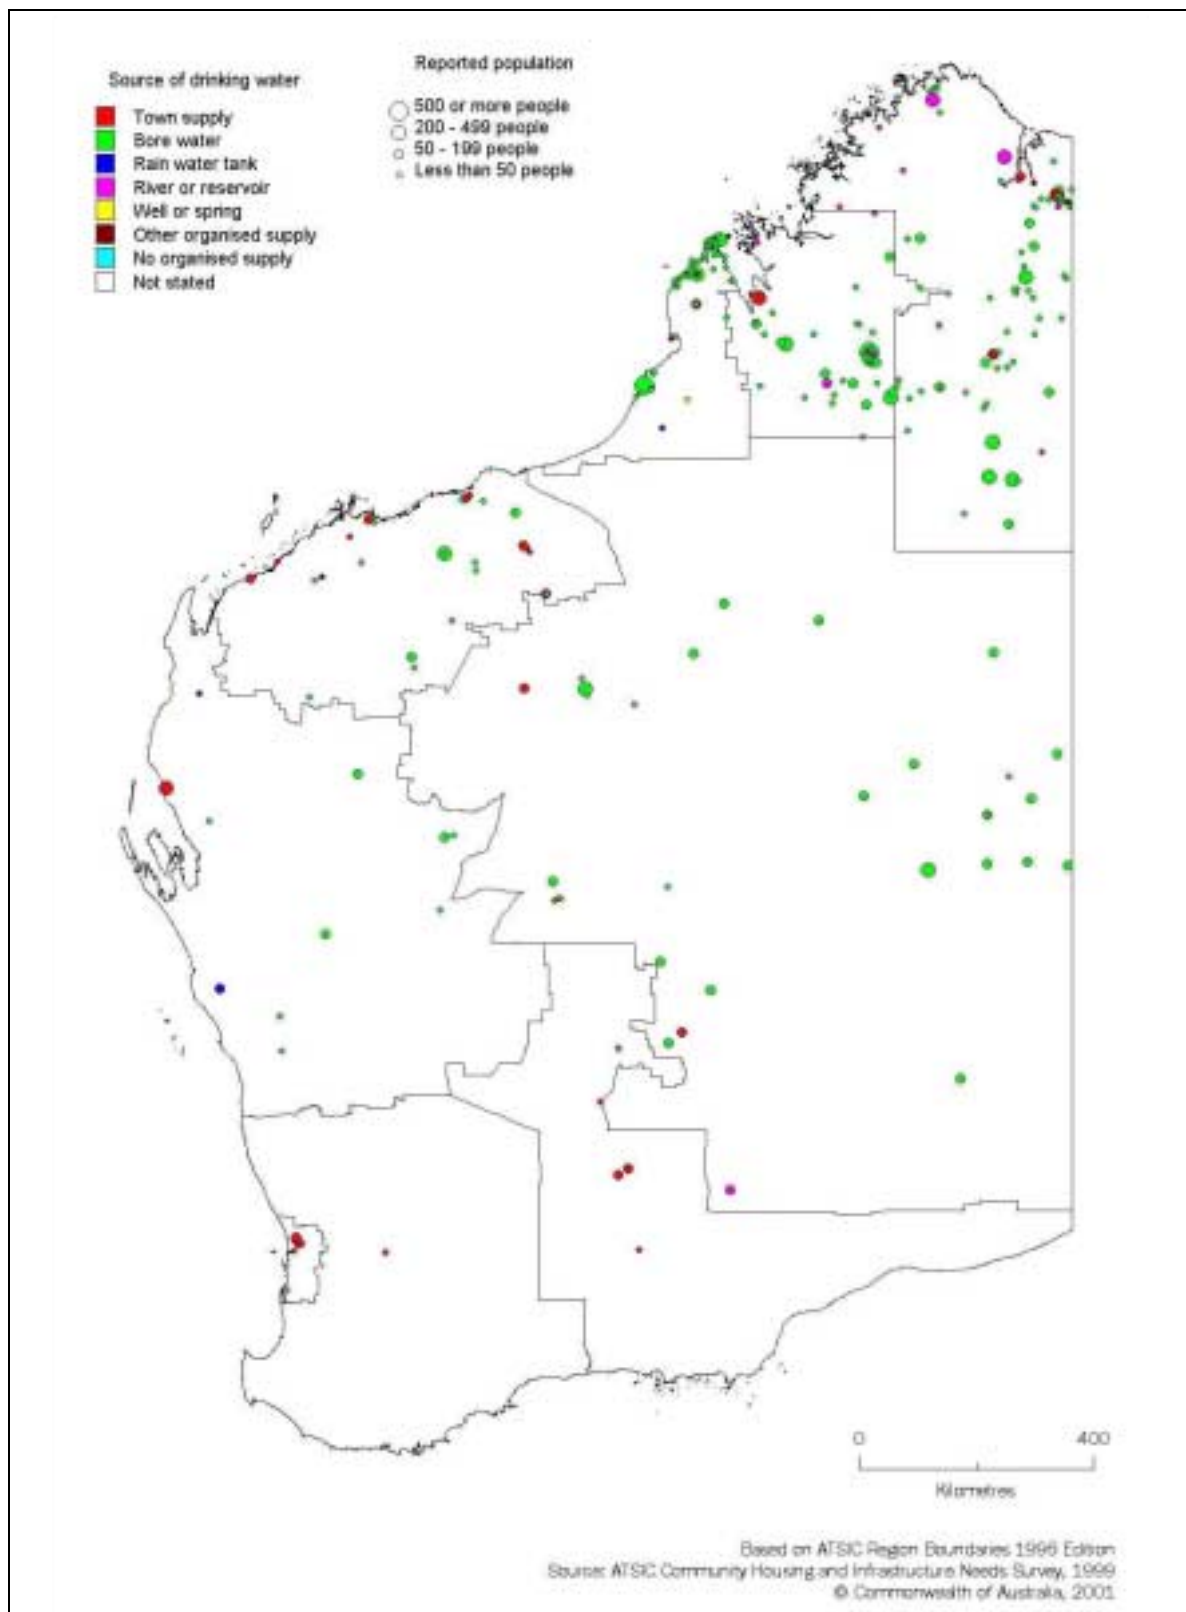 Source of drinking water
Town supply
Bore water
Rain water tank
River or reservoir
Well or spring
Other organised supply
No organised supply
Not stated
Reported population
500 or more people
200 - 499 people
50 - 199 people
Less than 50 people
0 400
Kilometres
Based on ATSIC Region Boundaries 1996 Edition
Source: ATSIC Community Housing and Infrastructure Needs Survey, 1999
© Commonwealth of Australia, 2001